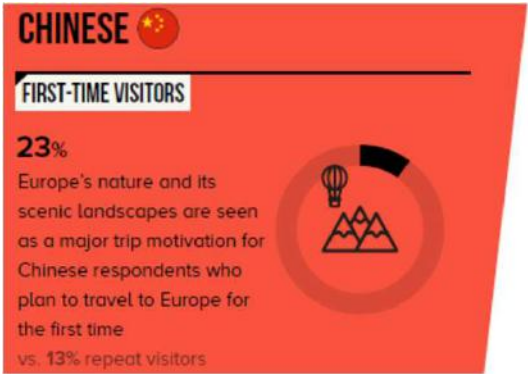 CHINESE
FIRST-TIME VISITORS
23%
Europe's nature and its
scenic landscapes are seen
as a major trip motivation for
Chinese respondents who
plan to travel to Europe for
the first time
vs. 13% repeat visitors